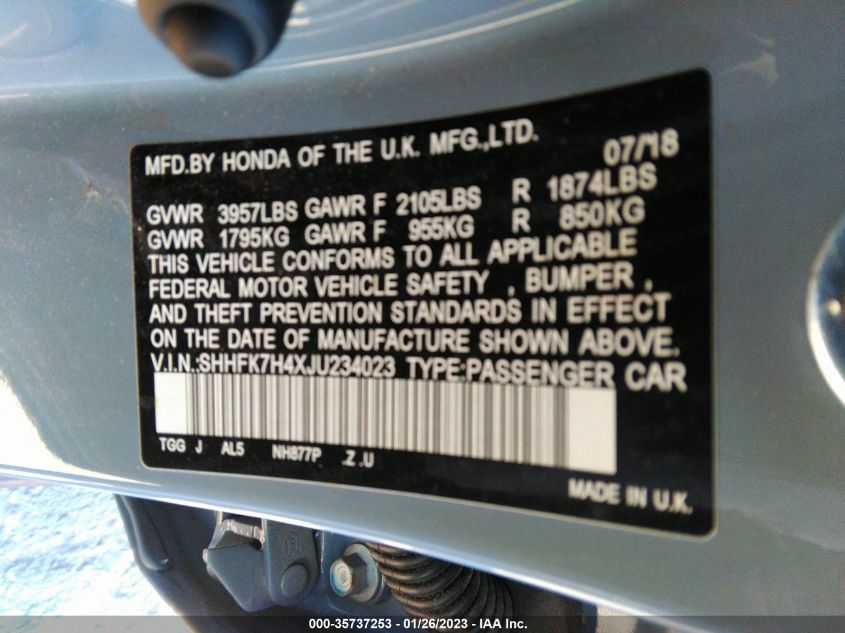 MFD.BY HONDA OF THE U.K. MFG.,LTD. 07/18
GVWR 3957LBS GAWR F 2105LBS R 1874LBS
GVWR 1795KG GAWR F 955KG R 850KG
THIS VEHICLE CONFORMS TO ALL APPLICABLE
FEDERAL MOTOR VEHICLE SAFETY , BUMPER ,
AND THEFT PREVENTION STANDARDS IN EFFECT
ON THE DATE OF MANUFACTURE SHOWN ABOVE.
V.I.N.:SHHFK7H4XJU234023 TYPE:PASSENGER CAR
TGG J AL5 NH877P .Z .U
MADE IN U.K.
000-35737253 - 01/26/2023 - IAA Inc.